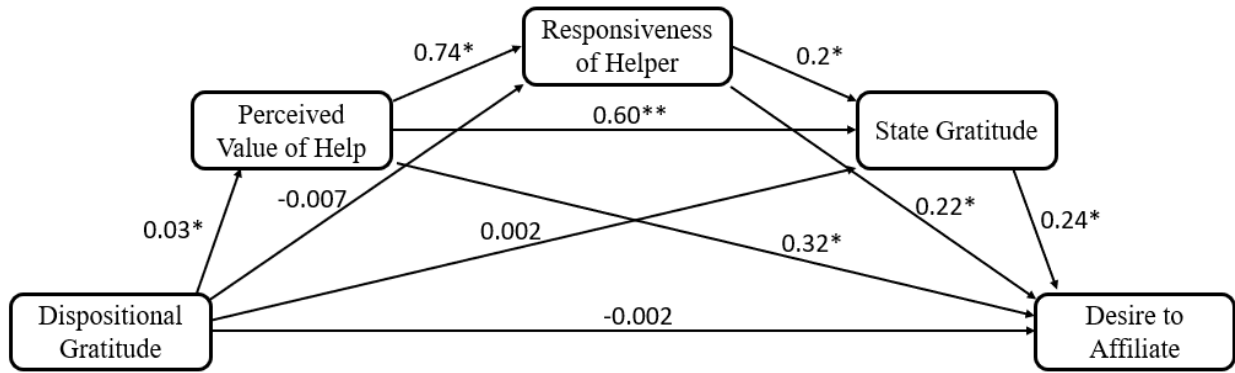 Responsiveness
of Helper
0.74*
0.2*
Perceived
Value of Help
0.60**
State Gratitude
-0.007
0.03*
0.002
0.32*
0.22*
0.24*
Dispositional
Gratitude
-0.002
Desire to
Affiliate